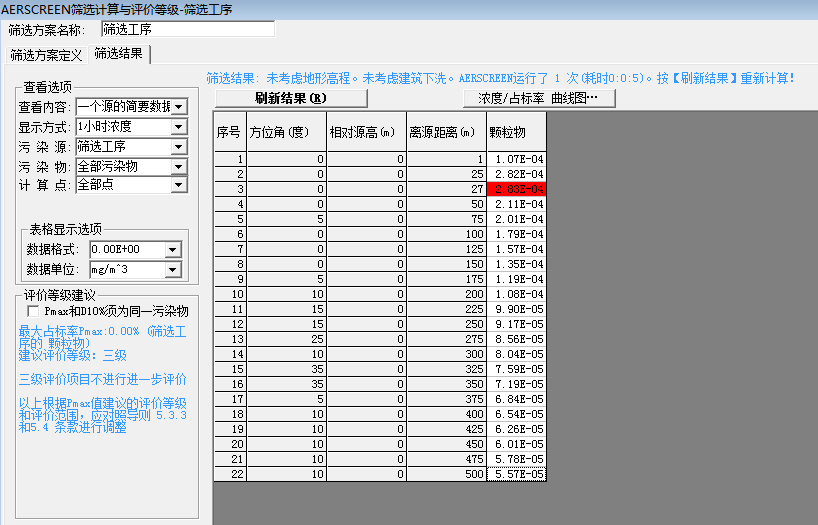 AERSCREEN筛选计算与评价等级-筛选工序
筛选方案名称: 筛选工序
筛选方案定义 筛选结果
筛选结果: 未考虑地形高程。未考虑建筑下洗。AERSCREEN运行了 1 次(耗时0:0:5)。按【刷新结果】重新计算!
刷新结果(R) 浓度/占标率 曲线图…
查看选项
查看内容: 一个源的简要数据
显示方式: 1小时浓度
污 染 源: 筛选工序
污 染 物: 全部污染物
计 算 点: 全部点
表格显示选项
数据格式: 0.00E+00
数据单位: mg/m^3
评价等级建议
Pmax和D10%须为同一污染物
最大占标率Pmax:0.00% (筛选工
序的 颗粒物)
建议评价等级: 三级
三级评价项目不进行进一步评价
以上根据Pmax值建议的评价等级
和评价范围，应对照导则 5.3.3
和5.4 条款进行调整
序号 方位角(度) 相对源高(m) 离源距离(m) 颗粒物
1 0 0 1 1.07E-04
2 0 0 25 2.82E-04
3 0 0 27 2.83E-04
4 0 0 50 2.11E-04
5 5 0 75 2.01E-04
6 0 0 100 1.79E-04
7 0 0 125 1.57E-04
8 0 0 150 1.35E-04
9 5 0 175 1.19E-04
10 10 0 200 1.08E-04
11 15 0 225 9.90E-05
12 15 0 250 9.17E-05
13 25 0 275 8.56E-05
14 10 0 300 8.04E-05
15 35 0 325 7.59E-05
16 35 0 350 7.19E-05
17 5 0 375 6.84E-05
18 10 0 400 6.54E-05
19 10 0 425 6.26E-05
20 10 0 450 6.01E-05
21 10 0 475 5.78E-05
22 10 0 500 5.57E-05